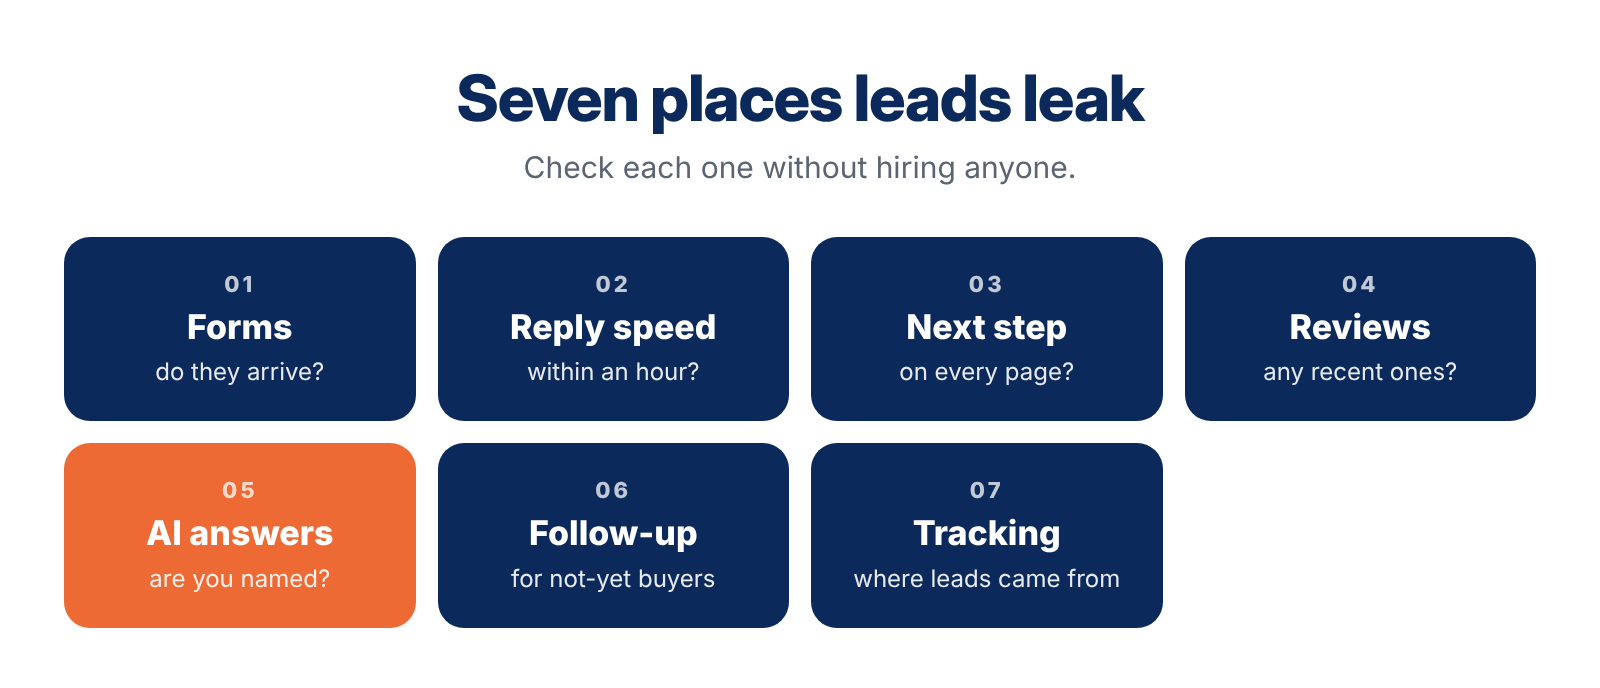 Seven places leads leak
Check each one without hiring anyone.
01
Forms
do they arrive?
02
Reply speed
within an hour?
03
Next step
on every page?
04
Reviews
any recent ones?
05
AI answers
are you named?
06
Follow-up
for not-yet buyers
07
Tracking
where leads came from